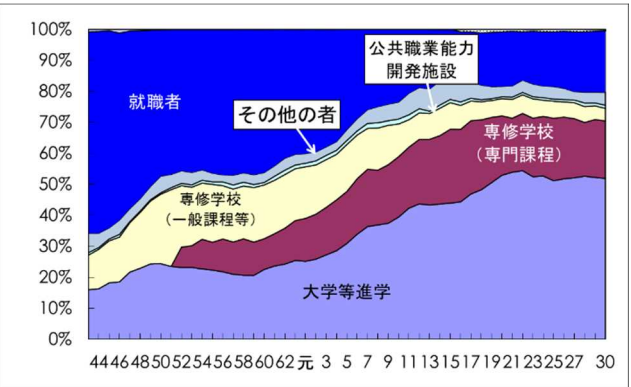 100%
90%
80%
70%
60%
50%
40%
30%
20%
10%
0%
公共職業能力
開発施設
就職者
その他の者
専修学校
(専門課程)
専修学校
(一般課程等)
大学等進学
44 46 48 50 52 54 56 58 60 62 元 3 5 7 9 11 13 15 17 19 21 23 25 27 30